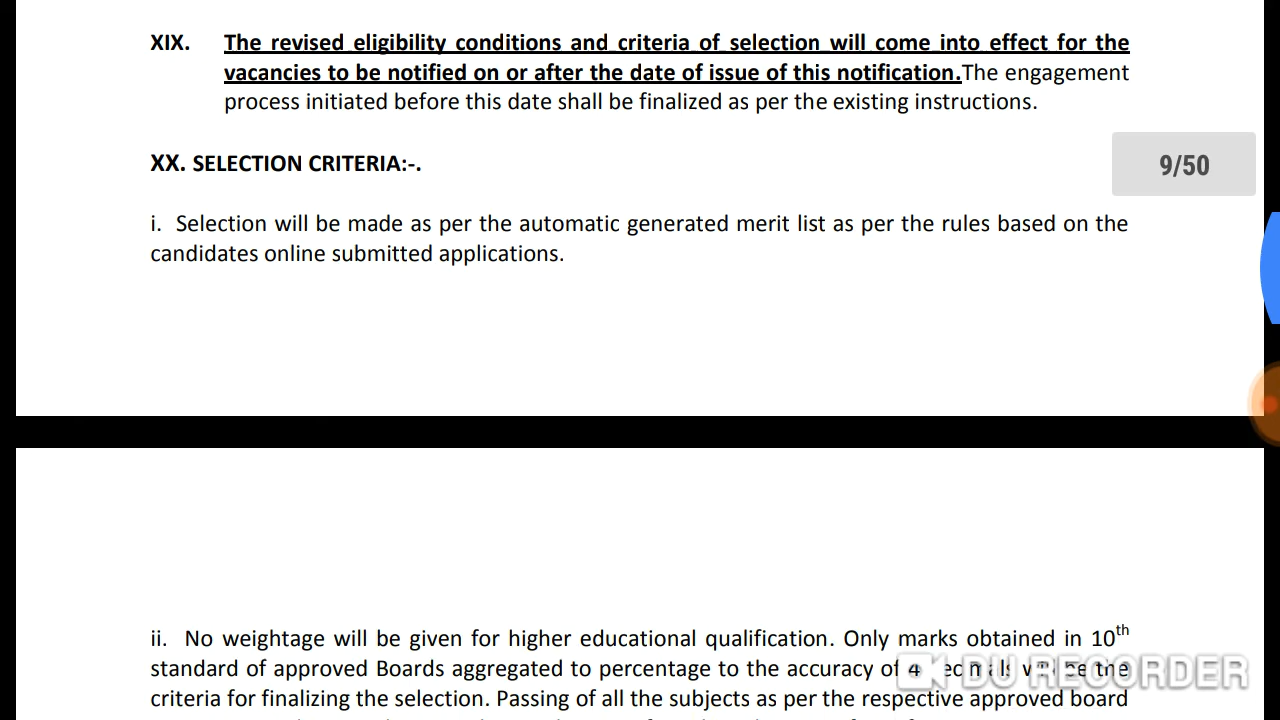 XIX. The revised eligibility conditions and criteria of selection will come into effect for the
vacancies to be notified on or after the date of issue of this notification.The engagement
process initiated before this date shall be finalized as per the existing instructions.
XX. SELECTION CRITERIA:-.
9/50
i. Selection will be made as per the automatic generated merit list as per the rules based on the
candidates online submitted applications.
ii. No weightage will be given for higher educational qualification. Only marks obtained in 10th
standard of approved Boards aggregated to percentage to the accuracy of 4 decimals will be the
DU RECORDER
criteria for finalizing the selection. Passing of all the subjects as per the respective approved board